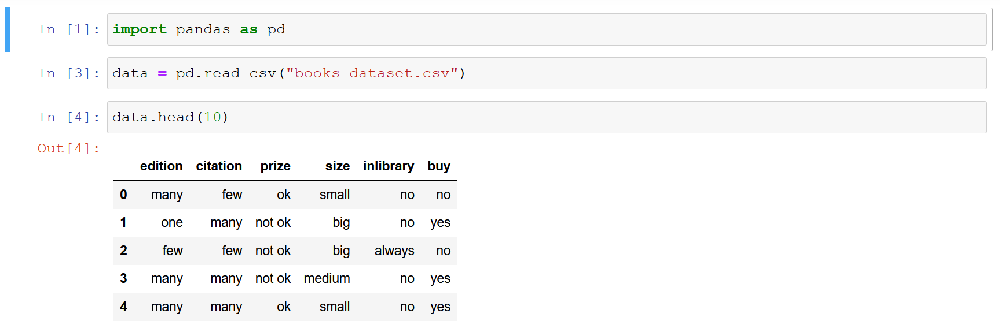 In [1]: import pandas as pd
In [3]: data = pd.read_csv("books_dataset.csv")
In [4]: data.head(10)
Out[4]:
edition citation prize size inlibrary buy
0 many few ok small no no
1 one many not ok big no yes
2 few few not ok big always no
3 many many not ok medium no yes
4 many many ok small no yes